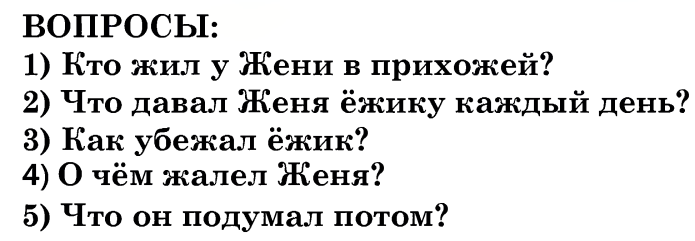 ВОПРОСЫ:
1) Кто жил у Жени в прихожей?
2) Что давал Женя ёжику каждый день?
3) Как убежал ёжик?
4) О чём жалел Женя?
5) Что он подумал потом?